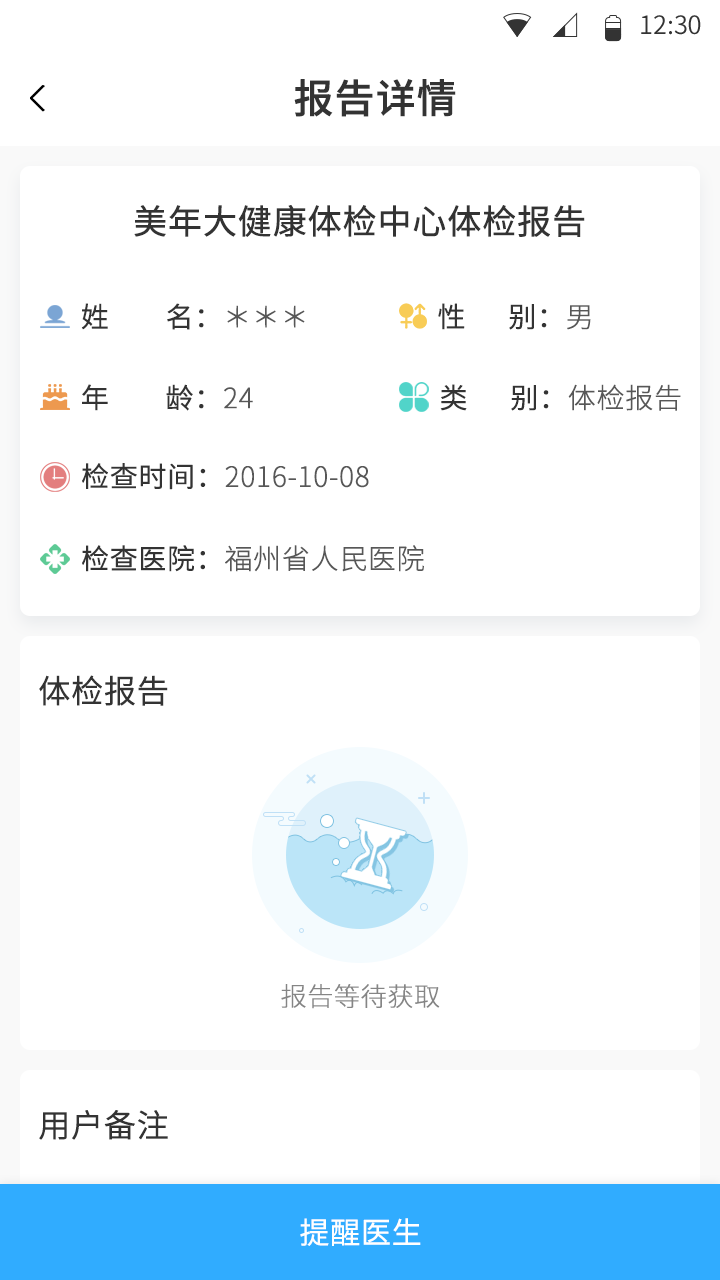 12:30
报告详情
美年大健康体检中心体检报告
姓 名：＊＊＊ 性 别：男
年 龄：24 类 别：体检报告
检查时间：2016-10-08
检查医院：福州省人民医院
体检报告
报告等待获取
用户备注
提醒医生